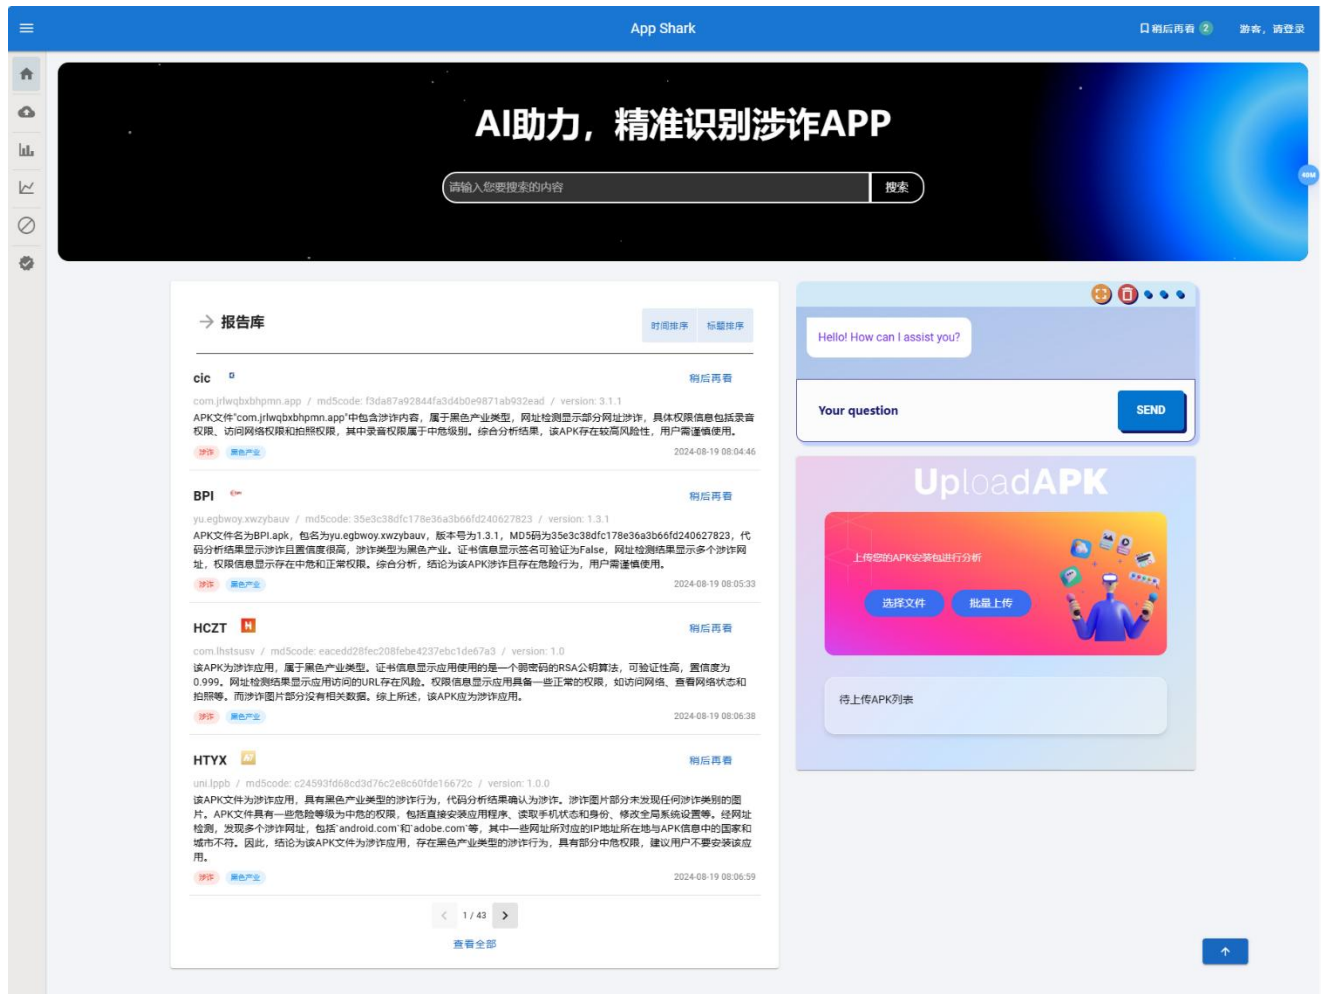 App Shark
稍后再看 2
游客，请登录
AI助力，精准识别涉诈APP
请输入您要搜索的内容
搜索
40M
报告库
时间排序 标题排序
cic
稍后再看
com.jrlwqbxbhpmn.app / md5code: f3da87a92844fa3d4b0e9871ab932ead / version: 3.1.1
APK文件"com.jrlwqbxbhpmn.app"中包含涉诈内容，属于黑色产业类型，网址检测显示部分网址涉诈，具体权限信息包括录音
权限、访问网络权限和拍照权限，其中录音权限属于中危级别。综合分析结果，该APK存在较高风险性，用户需谨慎使用。
涉诈 黑色产业
2024-08-19 08:04:46
BPI
稍后再看
yu.egbwoy.xwzybauv / md5code: 35e3c38dfc178e36a3b66fd240627823 / version: 1.3.1
APK文件名为BPI.apk，包名为yu.egbwoy.xwzybauv，版本号为1.3.1，MD5码为35e3c38dfc178e36a3b66fd240627823，代
码分析结果显示涉诈且置信度很高，涉诈类型为黑色产业。证书信息显示签名可验证为False，网址检测结果显示多个涉诈网
址，权限信息显示存在中危和正常权限。综合分析，结论为该APK涉诈且存在危险行为，用户需谨慎使用。
涉诈 黑色产业
2024-08-19 08:05:33
HCZT
稍后再看
com.lhstsusv / md5code: eacedd28fec208febe4237ebc1de67a3 / version: 1.0
该APK为涉诈应用，属于黑色产业类型。证书信息显示应用使用的是一个弱密码的RSA公钥算法，可验证性高，置信度为
0.999。网址检测结果显示应用访问的URL存在风险。权限信息显示应用具备一些正常的权限，如访问网络、查看网络状态和
拍照等。而涉诈图片部分没有相关数据。综上所述，该APK应为涉诈应用。
涉诈 黑色产业
2024-08-19 08:06:38
HTYX
稍后再看
uni.lppb / md5code: c24593fd68cd3d76c2e8c60fde16672c / version: 1.0.0
该APK文件为涉诈应用，具有黑色产业类型的涉诈行为，代码分析结果确认为涉诈。涉诈图片部分未发现任何涉诈类别的图
片。APK文件具有一些危险等级为中危的权限，包括直接安装应用程序、读取手机状态和身份、修改全局系统设置等。经网址
检测，发现多个涉诈网址，包括`android.com`和`adobe.com`等，其中一些网址所对应的IP地址所在地与APK信息中的国家和
城市不符。因此，结论为该APK文件为涉诈应用，存在黑色产业类型的涉诈行为，具有部分中危权限，建议用户不要安装该应
用。
涉诈 黑色产业
2024-08-19 08:06:59
1 / 43
查看全部
Hello! How can I assist you?
Your question
SEND
UploadAPK
上传您的APK安装包进行分析
选择文件 批量上传
待上传APK列表